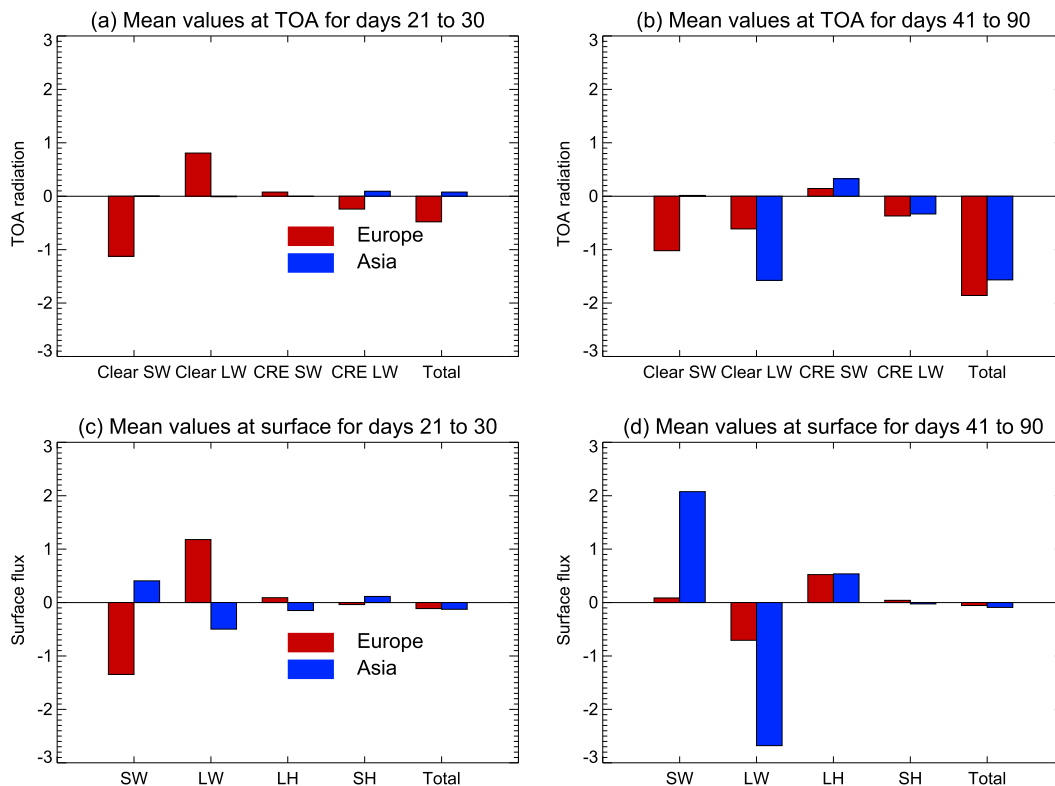 (a) Mean values at TOA for days 21 to 30
3
2
1
0
-1
-2
-3
TOA radiation
Europe
Asia
Clear SW Clear LW CRE SW CRE LW Total
(b) Mean values at TOA for days 41 to 90
3
2
1
0
-1
-2
-3
TOA radiation
Clear SW Clear LW CRE SW CRE LW Total
(c) Mean values at surface for days 21 to 30
3
2
1
0
-1
-2
-3
Surface flux
Europe
Asia
SW LW LH SH Total
(d) Mean values at surface for days 41 to 90
3
2
1
0
-1
-2
-3
Surface flux
SW LW LH SH Total